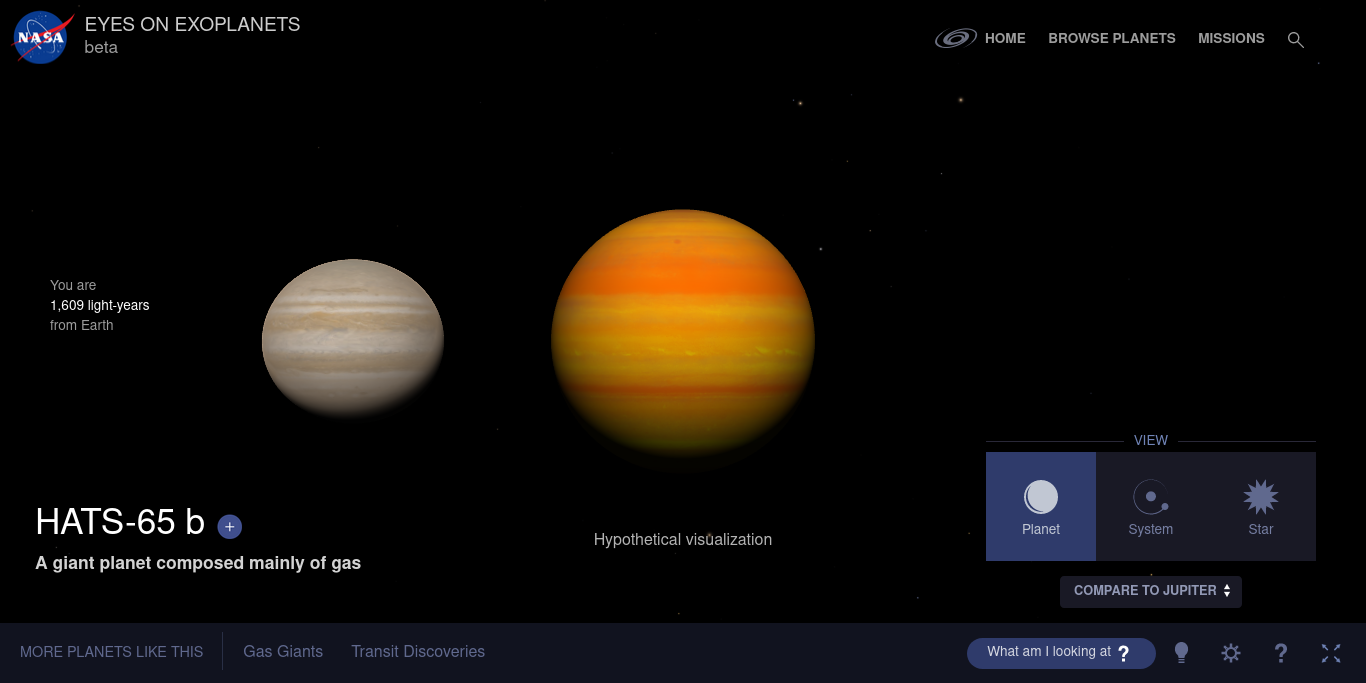 NASA
EYES ON EXOPLANETS
beta
HOME
BROWSE PLANETS
MISSIONS
You are
1,609 light-years
from Earth
HATS-65 b +
A giant planet composed mainly of gas
Hypothetical visualization
VIEW
Planet
System
Star
COMPARE TO JUPITER
MORE PLANETS LIKE THIS
Gas Giants
Transit Discoveries
What am I looking at ?
?